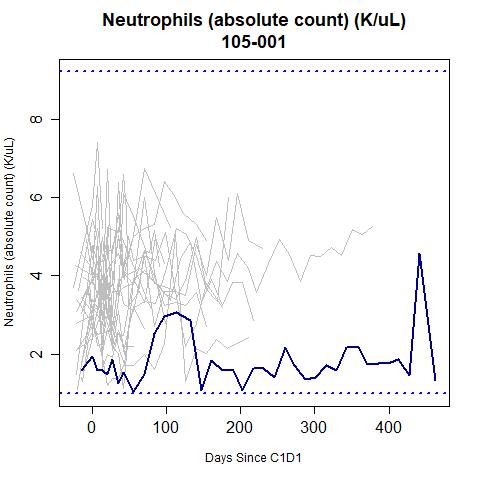 Neutrophils (absolute count) (K/uL)
105-001
Neutrophils (absolute count) (K/uL)
8
6
4
2
0 100 200 300 400
Days Since C1D1